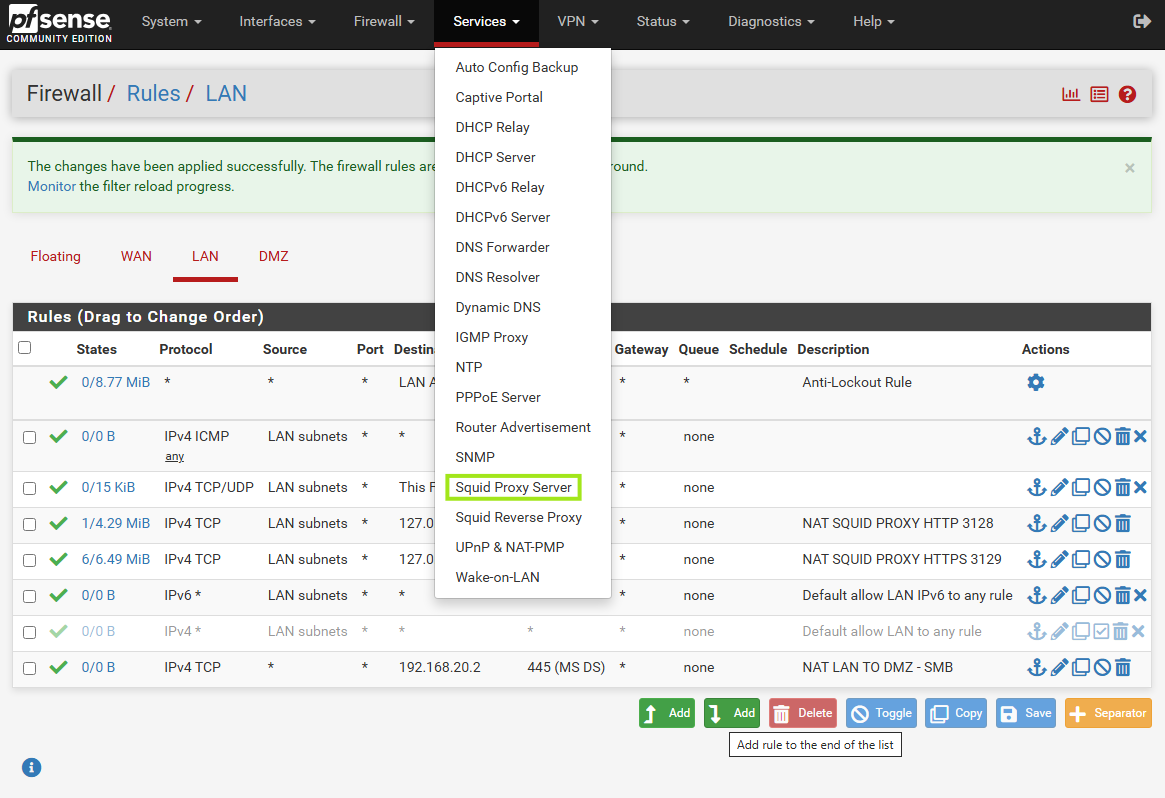 pfsense
COMMUNITY EDITION
System Interfaces Firewall Services VPN Status Diagnostics Help
Auto Config Backup
Captive Portal
DHCP Relay
DHCP Server
DHCPv6 Relay
DHCPv6 Server
DNS Forwarder
DNS Resolver
Dynamic DNS
IGMP Proxy
NTP
PPPoE Server
Router Advertisement
SNMP
Squid Proxy Server
Squid Reverse Proxy
UPnP & NAT-PMP
Wake-on-LAN
Firewall / Rules / LAN
The changes have been applied successfully. The firewall rules are
Monitor the filter reload progress.
Floating WAN LAN DMZ
Rules (Drag to Change Order)
States Protocol Source Port Gateway Queue Schedule Description Actions
0/8.77 MiB * * * LAN * * Anti-Lockout Rule
0/0 B IPv4 ICMP LAN subnets * * * none
any
0/15 KiB IPv4 TCP/UDP LAN subnets * This * none
1/4.29 MiB IPv4 TCP LAN subnets * 127.0 * none NAT SQUID PROXY HTTP 3128
6/6.49 MiB IPv4 TCP LAN subnets * 127.0 * none NAT SQUID PROXY HTTPS 3129
0/0 B IPv6 * LAN subnets * * * none Default allow LAN IPv6 to any rule
0/0 B IPv4 * LAN subnets * * * * none Default allow LAN to any rule
0/0 B IPv4 TCP * * 192.168.20.2 445 (MS DS) * none NAT LAN TO DMZ - SMB
Add Add Delete Toggle Copy Save Separator
Add rule to the end of the list